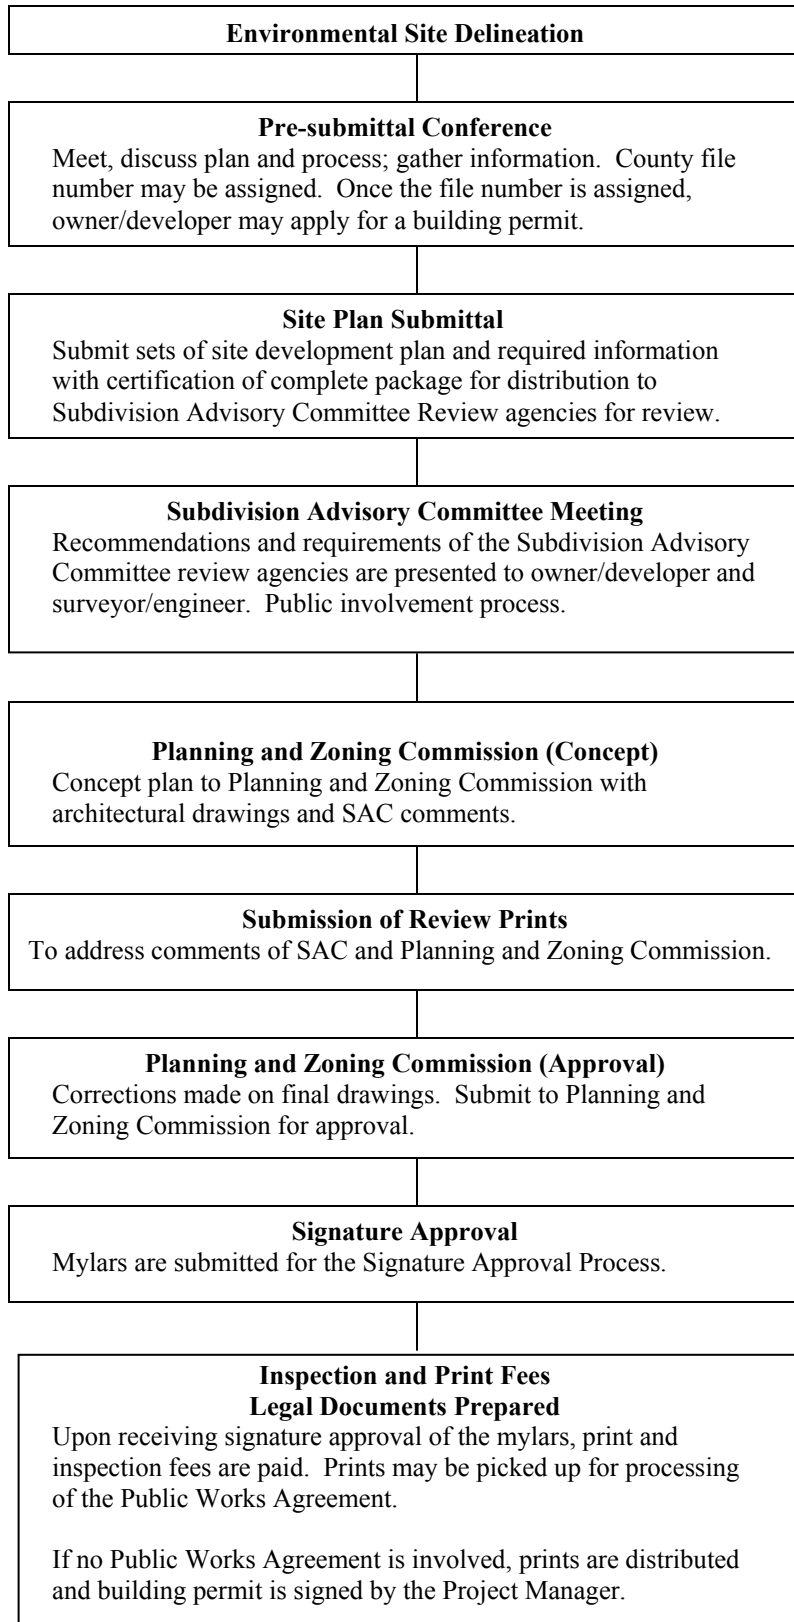 Environmental Site Delineation
Pre-submittal Conference
Meet, discuss plan and process; gather information.  County file
number may be assigned.  Once the file number is assigned,
owner/developer may apply for a building permit.
Site Plan Submittal
Submit sets of site development plan and required information
with certification of complete package for distribution to
Subdivision Advisory Committee Review agencies for review.
Subdivision Advisory Committee Meeting
Recommendations and requirements of the Subdivision Advisory
Committee review agencies are presented to owner/developer and
surveyor/engineer.  Public involvement process.
Planning and Zoning Commission (Concept)
Concept plan to Planning and Zoning Commission with
architectural drawings and SAC comments.
Submission of Review Prints
To address comments of SAC and Planning and Zoning Commission.
Planning and Zoning Commission (Approval)
Corrections made on final drawings.  Submit to Planning and
Zoning Commission for approval.
Signature Approval
Mylars are submitted for the Signature Approval Process.
Inspection and Print Fees
Legal Documents Prepared
Upon receiving signature approval of the mylars, print and
inspection fees are paid.  Prints may be picked up for processing
of the Public Works Agreement.
If no Public Works Agreement is involved, prints are distributed
and building permit is signed by the Project Manager.